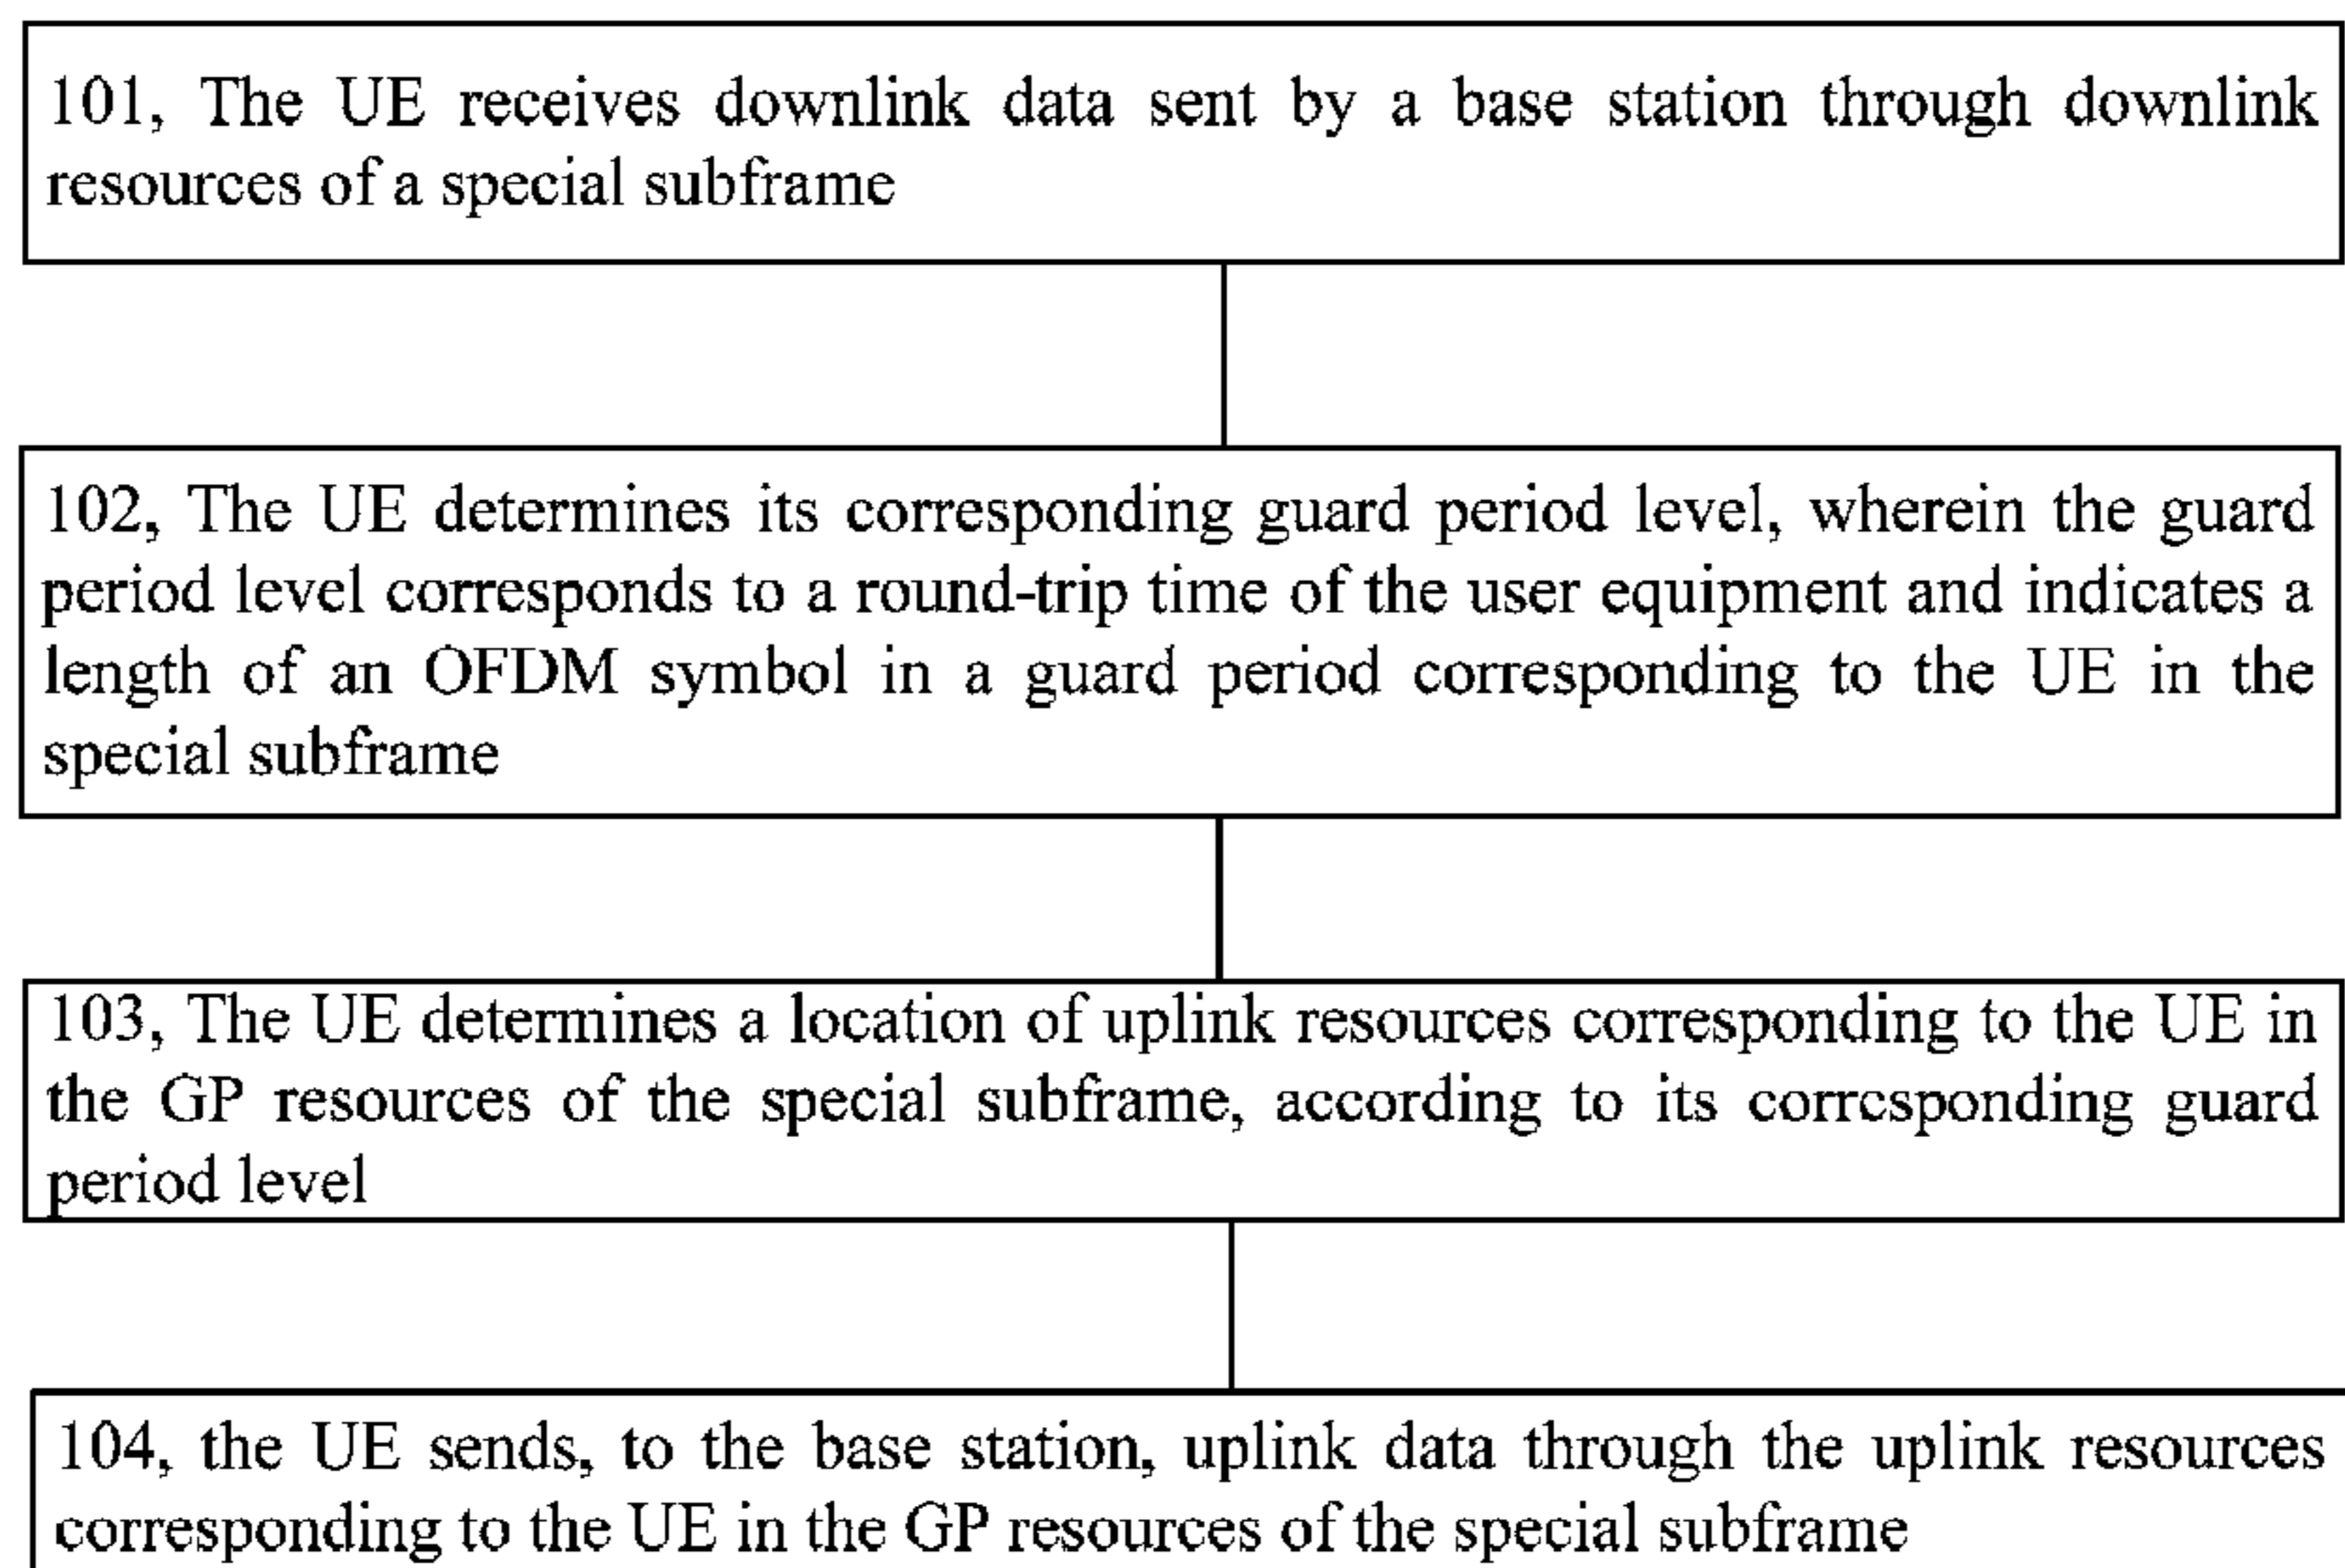 101, The UE receives downlink data sent by a base station through downlink
resources of a special subframe
102, The UE determines its corresponding guard period level, wherein the guard
period level corresponds to a round-trip time of the user equipment and indicates a
length of an OFDM symbol in a guard period corresponding to the UE in the
special subframe
103, The UE determines a location of uplink resources corresponding to the UE in
the GP resources of the special subframe, according to its corresponding guard
period level
104, the UE sends, to the base station, uplink data through the uplink resources
corresponding to the UE in the GP resources of the special subframe